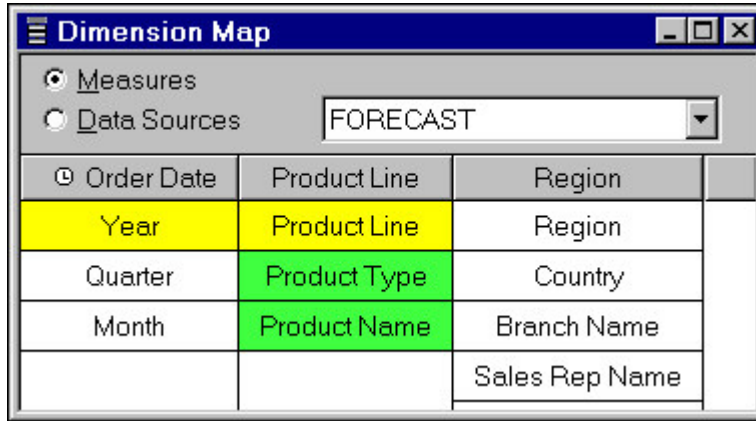 Dimension Map
Measures
Data Sources FORECAST
Order Date Product Line Region
Year Product Line Region
Quarter Product Type Country
Month Product Name Branch Name
Sales Rep Name